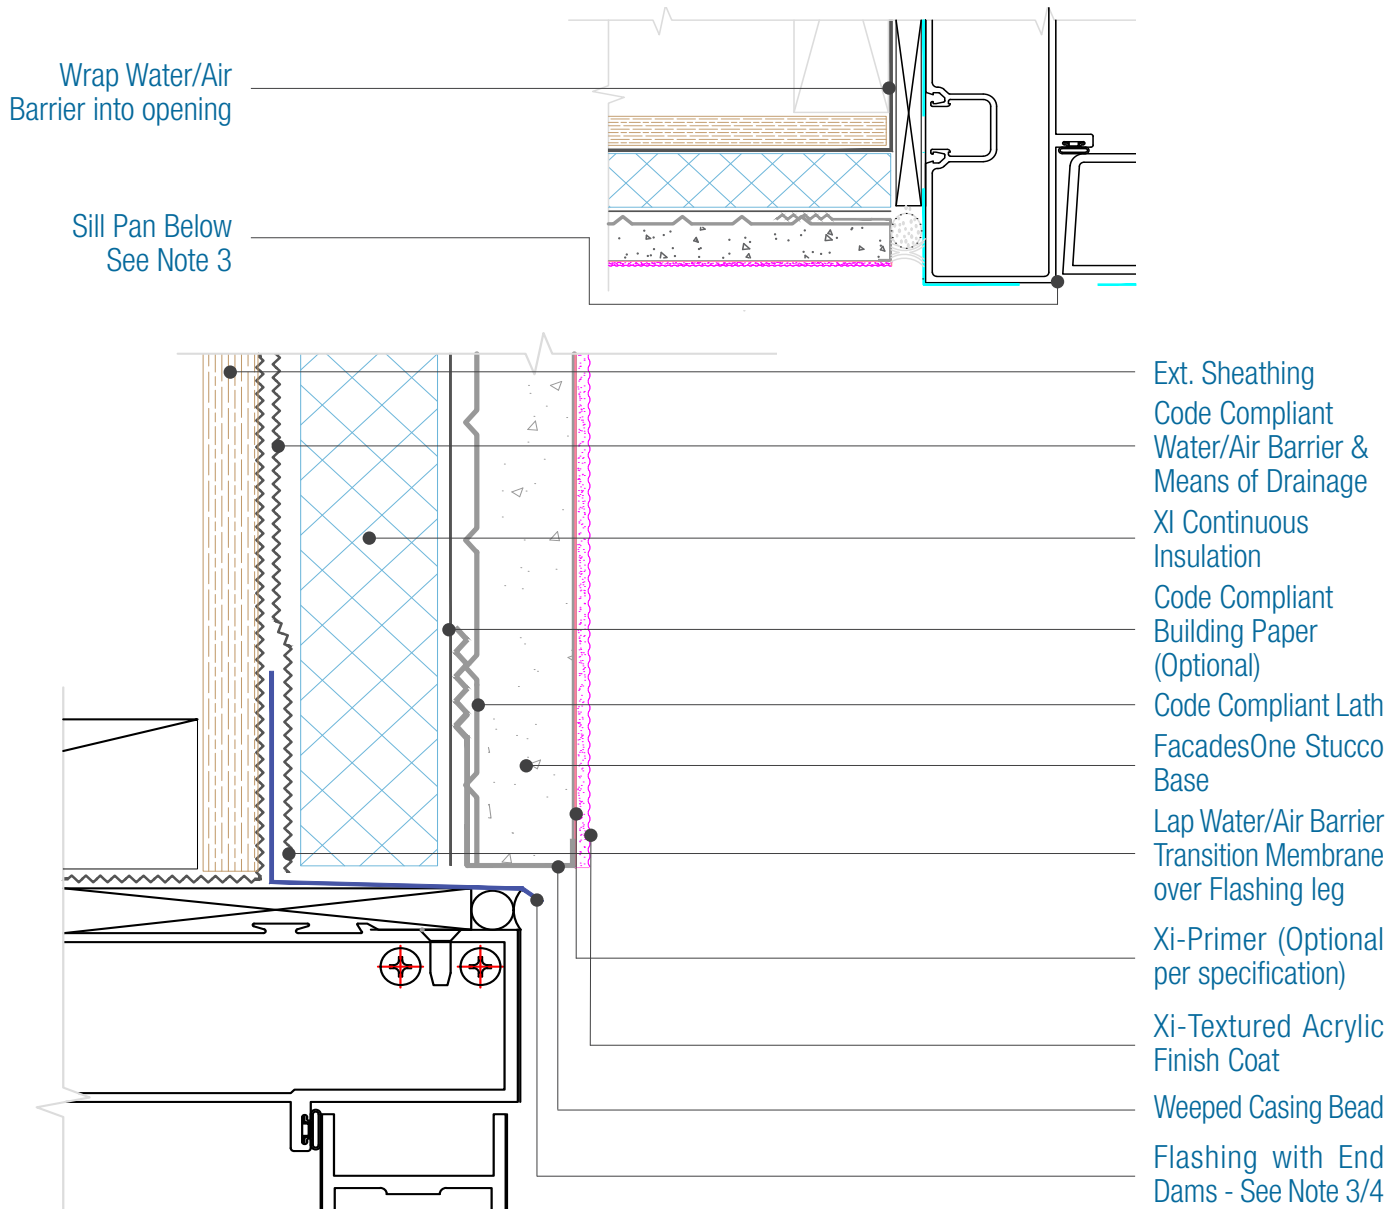 Wrap Water/Air
Barrier into opening
Sill Pan Below
See Note 3
Ext. Sheathing
Code Compliant
Water/Air Barrier &
Means of Drainage
XI Continuous
Insulation
Code Compliant
Building Paper
(Optional)
Code Compliant Lath
FacadesOne Stucco
Base
Lap Water/Air Barrier
Transition Membrane
over Flashing leg
Xi-Primer (Optional
per specification)
Xi-Textured Acrylic
Finish Coat
Weeped Casing Bead
Flashing with End
Dams - See Note 3/4